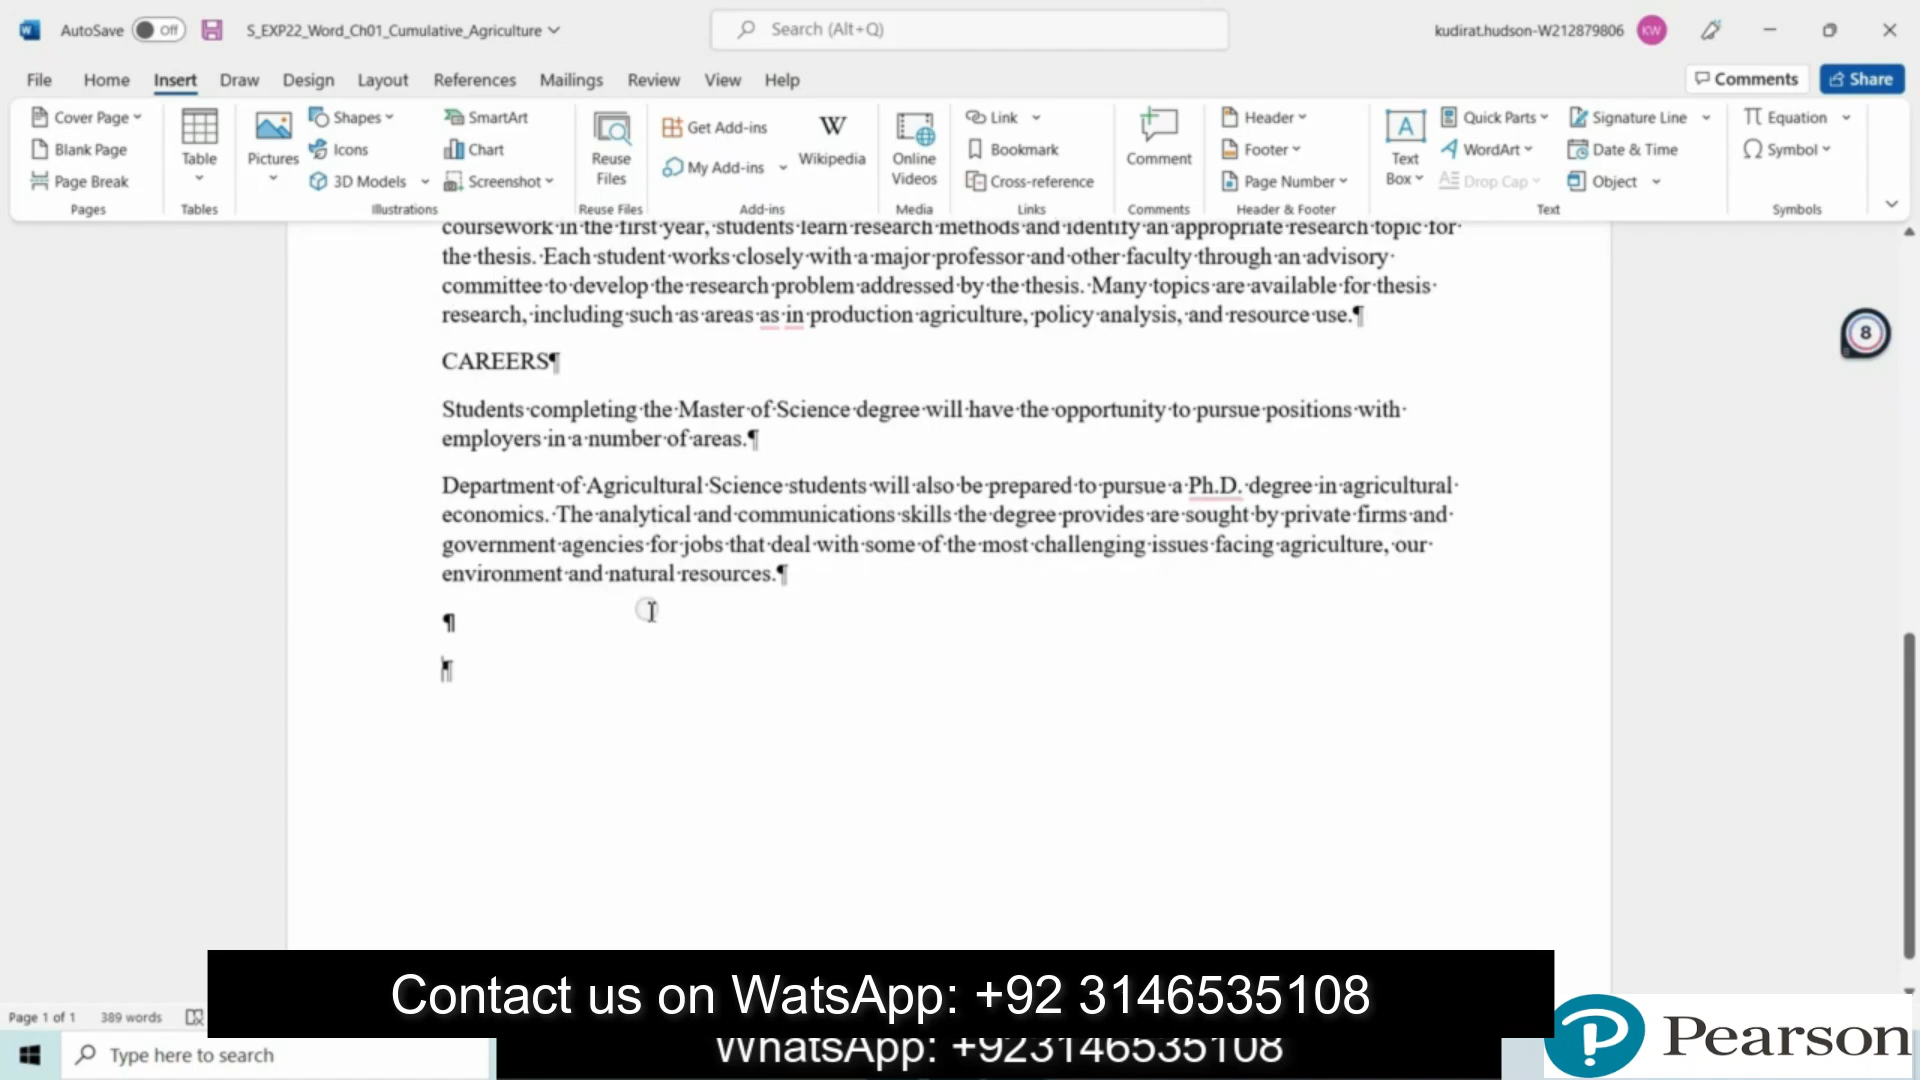 AutoSave Off S_EXP22_Word_Ch01_Cumulative_Agriculture Search (Alt+Q) kudirat.hudson-W212879806 KW
File Home Insert Draw Design Layout References Mailings Review View Help Comments Share
Cover Page
Blank Page
Page Break
Pages
Table
Tables
Pictures
Shapes
Icons
3D Models
SmartArt
Chart
Screenshot
Illustrations
Reuse
Files
Reuse Files
Get Add-ins
My Add-ins
W
Wikipedia
Add-ins
Online
Videos
Media
Link
Bookmark
Cross-reference
Links
Comment
Comments
Header
Footer
Page Number
Header & Footer
Text
Box
Quick Parts
WordArt
Drop Cap
Signature Line
Date & Time
Object
Text
Equation
Symbol
Symbols
coursework·in·the·first·year,·students·learn·research·methods·and·identify·an·appropriate·research·topic·for·
the·thesis.··Each·student·works·closely·with·a·major·professor·and·other·faculty·through·an·advisory·
committee·to·develop·the·research·problem·addressed·by·the·thesis.··Many·topics·are·available·for·thesis·
research,·including·such·as·areas·as·in·production·agriculture,·policy·analysis,·and·resource·use.¶
CAREERS¶
Students·completing·the·Master·of·Science·degree·will·have·the·opportunity·to·pursue·positions·with·
employers·in·a·number·of·areas.¶
Department·of·Agricultural·Science·students·will·also·be·prepared·to·pursue·a·Ph.D.·degree·in·agricultural·
economics.··The·analytical·and·communications·skills·the·degree·provides·are·sought·by·private·firms·and·
government·agencies·for·jobs·that·deal·with·some·of·the·most·challenging·issues·facing·agriculture,·our·
environment·and·natural·resources.¶
¶
¶
8
Contact us on WatsApp: +92 3146535108
Page 1 of 1 389 words
Type here to search
WhatsApp: +923146535108
P Pearson